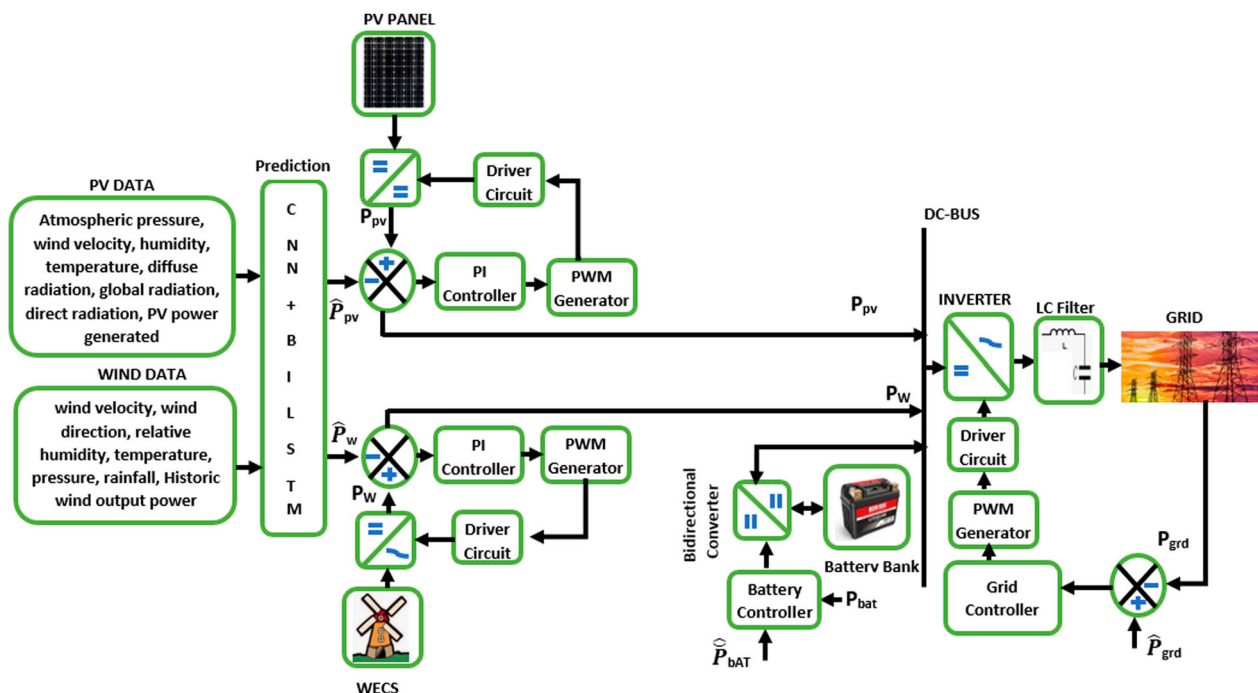 PV PANEL
Prediction
PV DATA
Atmospheric pressure,
wind velocity, humidity,
temperature, diffuse
radiation, global radiation,
direct radiation, PV power
generated
WIND DATA
wind velocity, wind
direction, relative
humidity, temperature,
pressure, rainfall, Historic
wind output power
C
N
N
+
B
I
L
S
T
M
Driver
Circuit
Ppv
P̂pv
PI
Controller
PWM
Generator
Ppv
P̂w
PI
Controller
PWM
Generator
PW
PW
Driver
Circuit
WECS
DC-BUS
INVERTER
LC Filter
L
C
GRID
Driver
Circuit
PWM
Generator
Grid
Controller
Pgrd
P̂grd
Bidirectional
Converter
Battery Bank
Battery
Controller
Pbat
P̂bAT